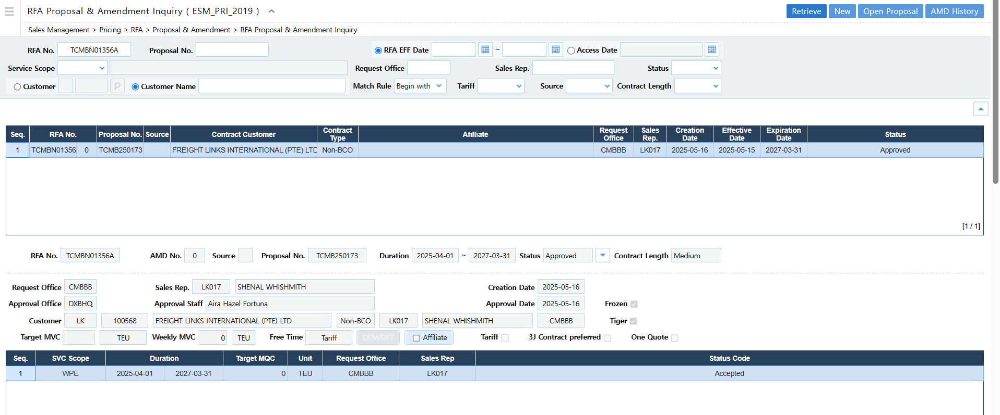 RFA Proposal & Amendment Inquiry ( ESM_PRI_2019 )
Retrieve New Open Proposal AMD History
Sales Management > Pricing > RFA > Proposal & Amendment > RFA Proposal & Amendment Inquiry
RFA No. TCMBN01356A Proposal No. RFA EFF Date ~ Access Date
Service Scope Request Office Sales Rep. Status
Customer Customer Name Match Rule Begin with Tariff Source Contract Length
Seq. RFA No. Proposal No. Source Contract Customer Contract Type Afilliate Request Office Sales Rep. Creation Date Effective Date Expiration Date Status
1 TCMBN01356 0 TCMB250173 FREIGHT LINKS INTERNATIONAL (PTE) LTD Non-BCO CMBBB LK017 2025-05-16 2025-05-15 2027-03-31 Approved
[1 / 1]
RFA No. TCMBN01356A AMD No. 0 Source Proposal No. TCMB250173 Duration 2025-04-01 ~ 2027-03-31 Status Approved Contract Length Medium
Request Office CMBBB Sales Rep. LK017 SHENAL WHISHMITH Creation Date 2025-05-16
Approval Office DXBHQ Approval Staff Aira Hazel Fortuna Approval Date 2025-05-16 Frozen
Customer LK 100568 FREIGHT LINKS INTERNATIONAL (PTE) LTD Non-BCO LK017 SHENAL WHISHMITH CMBBB Tiger
Target MVC TEU Weekly MVC 0 TEU Free Time Tariff DEM/DET Affiliate Tariff 3J Contract preferred One Quote
Seq. SVC Scope Duration Target MQC Unit Request Office Sales Rep Status Code
1 WPE 2025-04-01 2027-03-31 0 TEU CMBBB LK017 Accepted